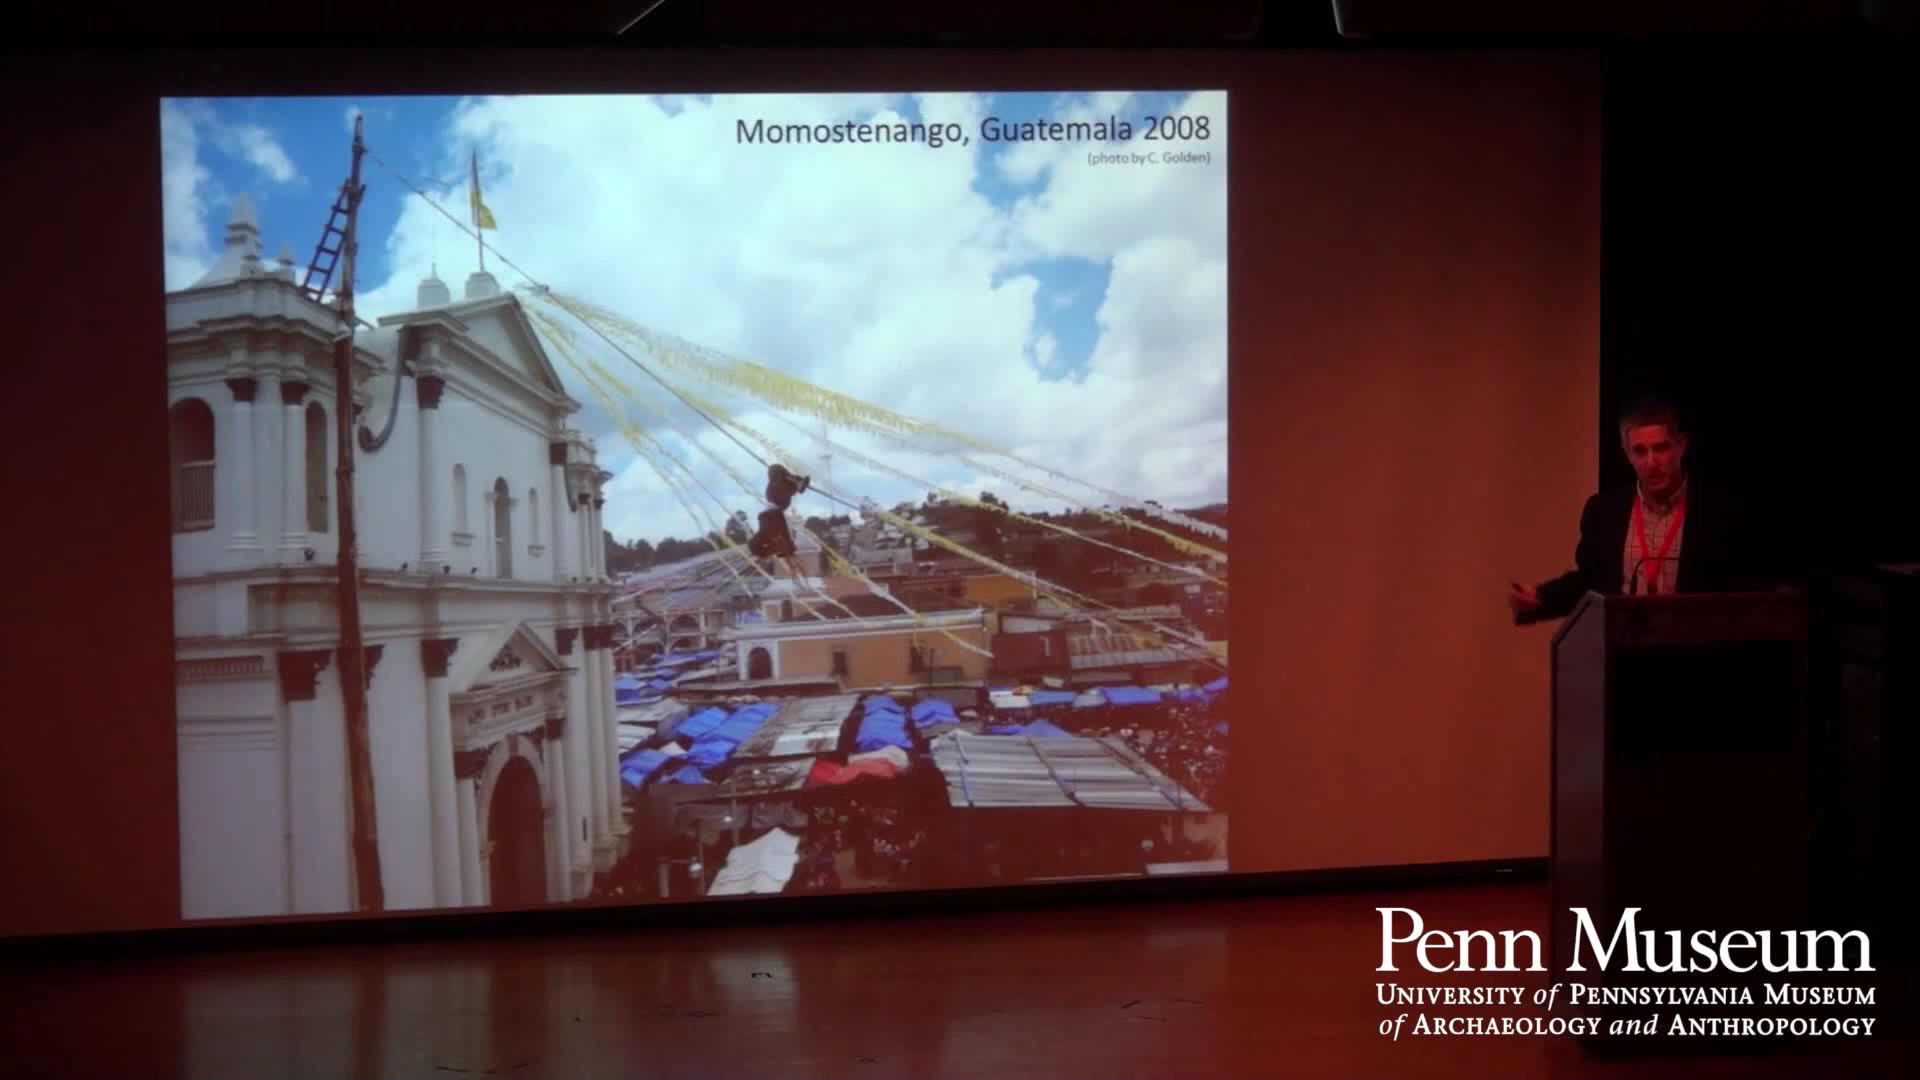 Momostenango, Guatemala 2008
(photo by C. Golden)
Penn Museum
UNIVERSITY of PENNSYLVANIA MUSEUM
of ARCHAEOLOGY and ANTHROPOLOGY